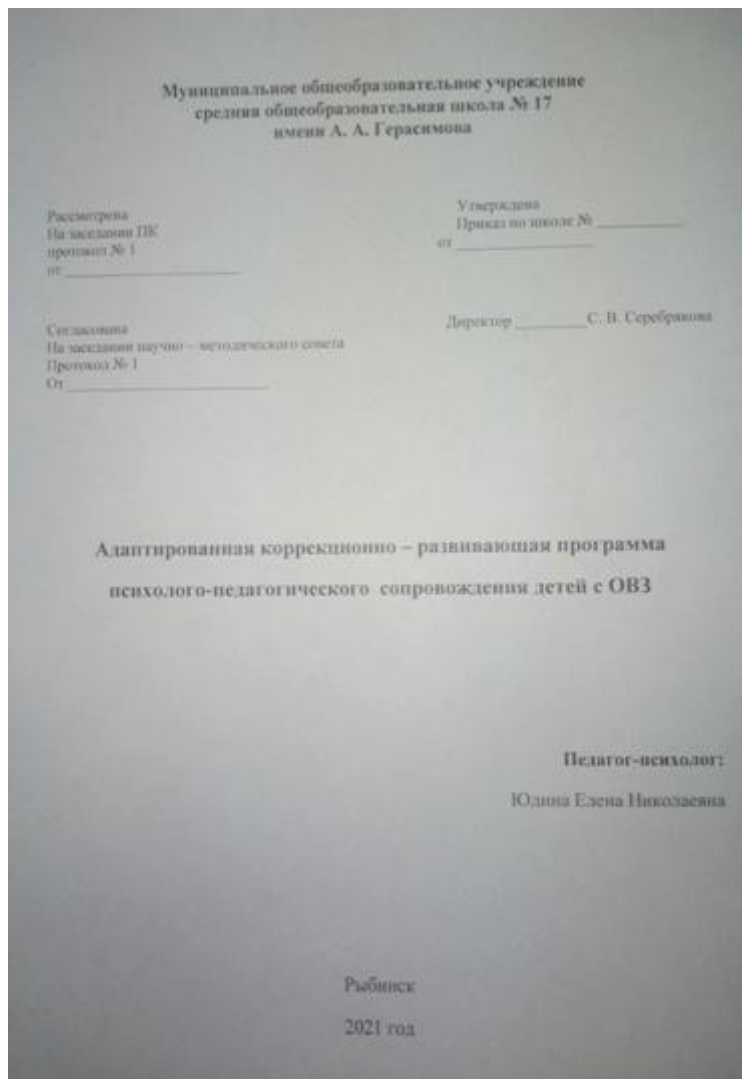 Муниципальное общеобразовательное учреждение
средняя общеобразовательная школа № 17
имени А. А. Герасимова
Рассмотрена
На заседании ПК
протокол № 1
от
Утверждена
Приказ по школе №
от
Согласована
На заседании научно – методического совета
Протокол № 1
От
Директор С. В. Серебрякова
Адаптированная коррекционно – развивающая программа
психолого-педагогического сопровождения детей с ОВЗ
Педагог-психолог:
Юдина Елена Николаевна
Рыбинск
2021 год